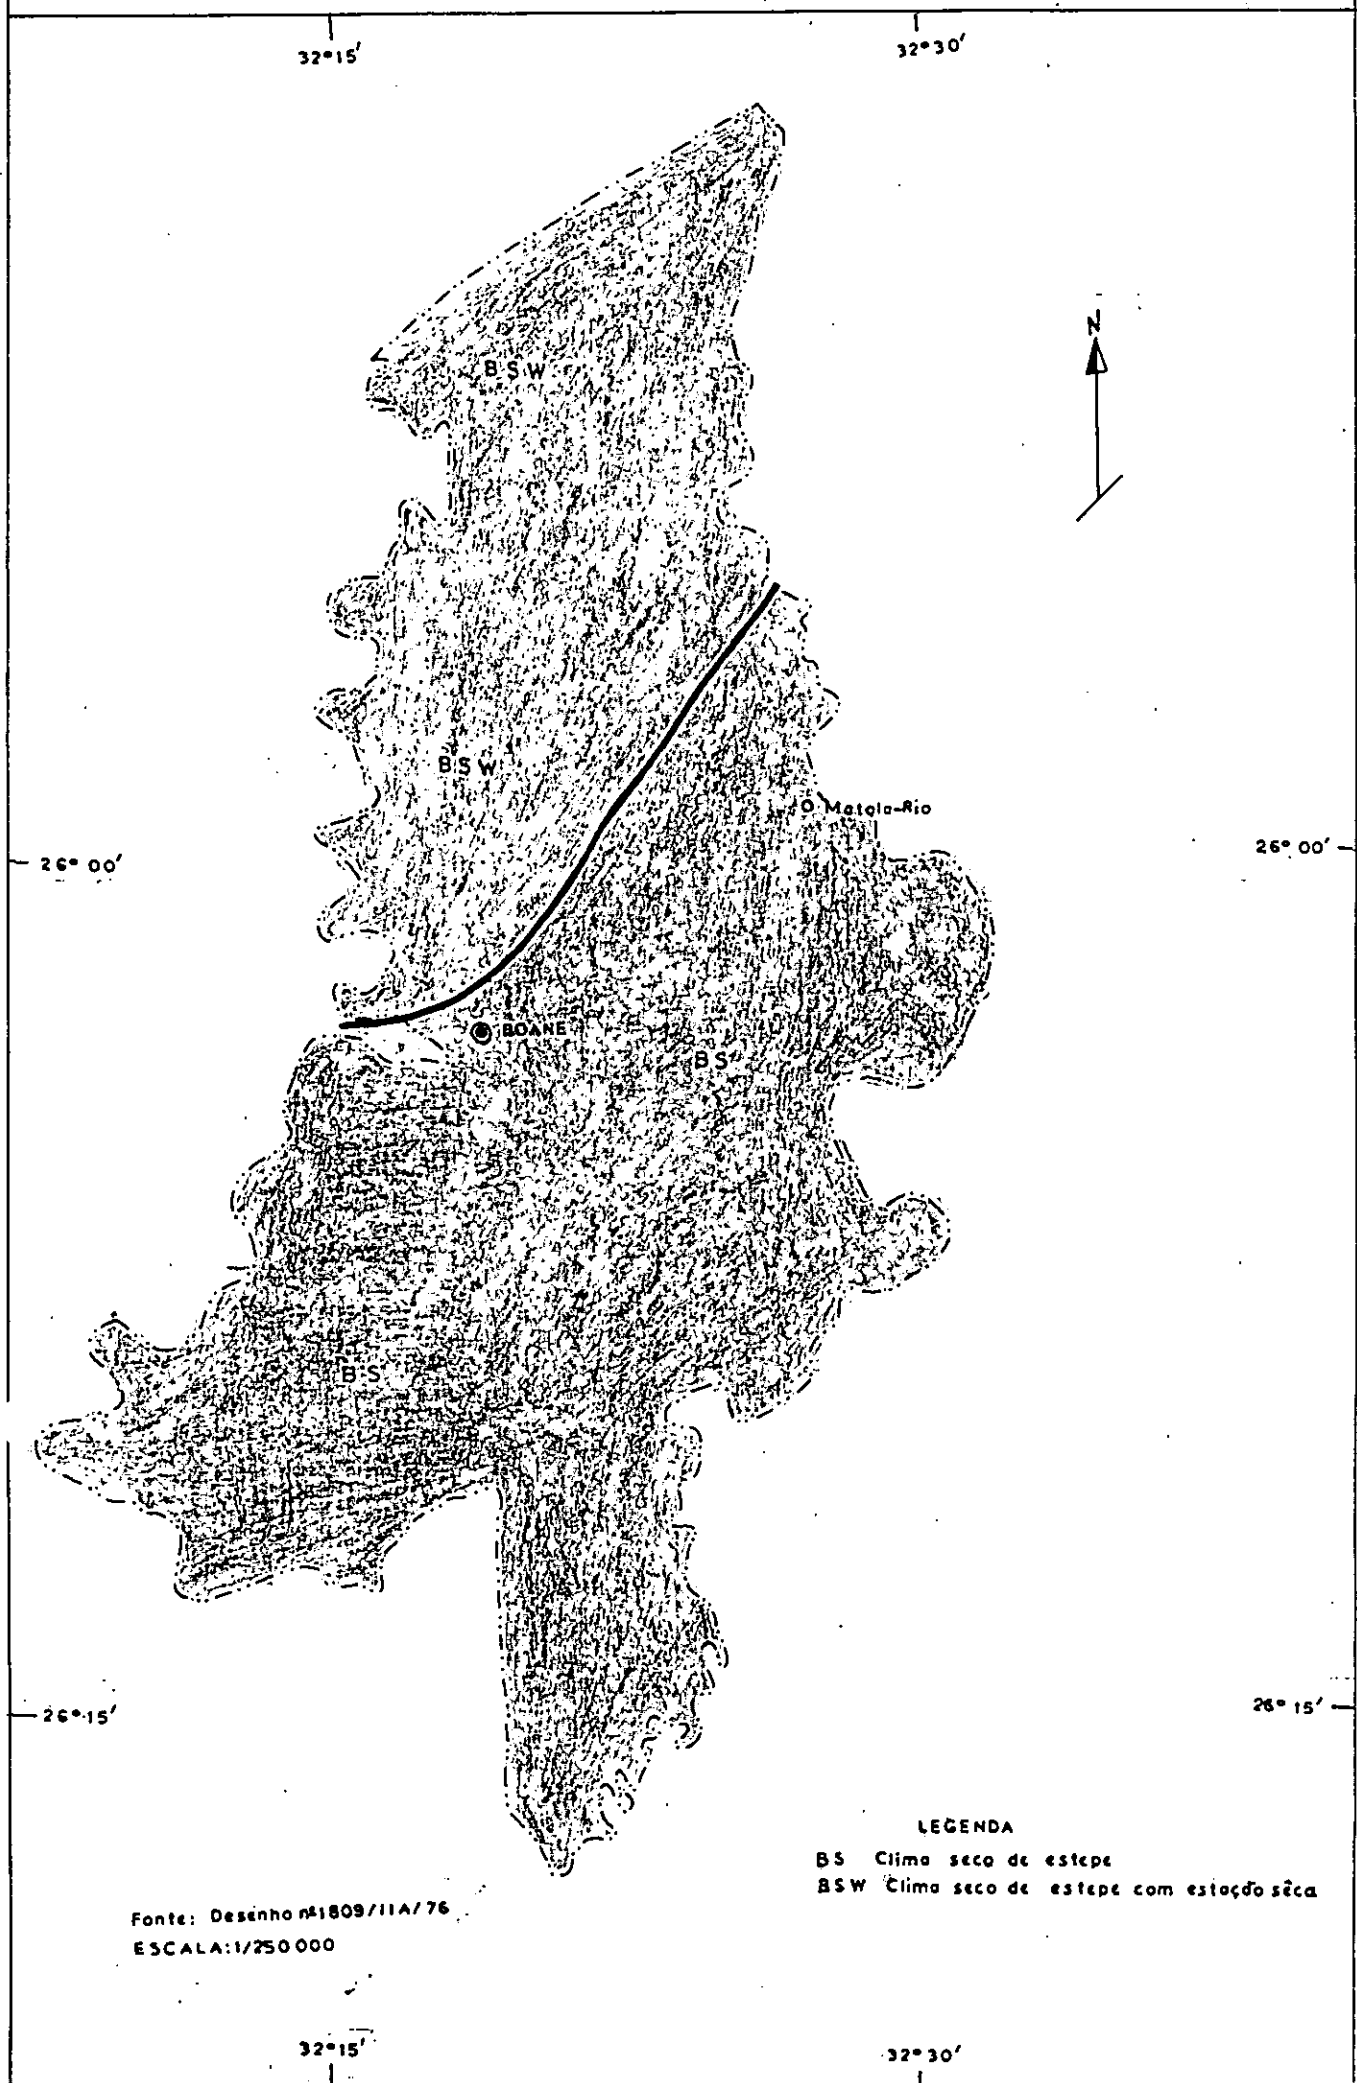 32°15′ 32°30′
N
BSW
BSW
Matola-Rio
26° 00′ 26° 00′
BOANE
BS
BS
26°15′ 26°15′
LEGENDA
BS Clima seco de estepe
BSW Clima seco de estepe com estação sêca
Fonte: Desenho nº1809/11A/76
ESCALA:1/250 000
32°15′ 32°30′